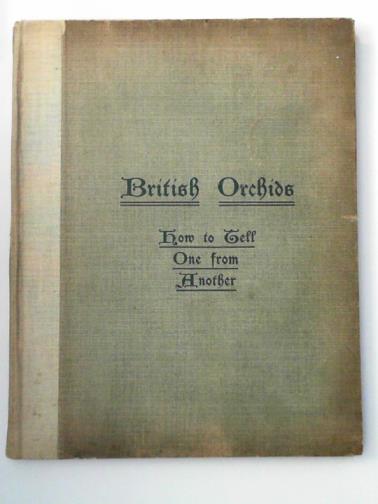 British Orchids
How to Tell
One from
Another